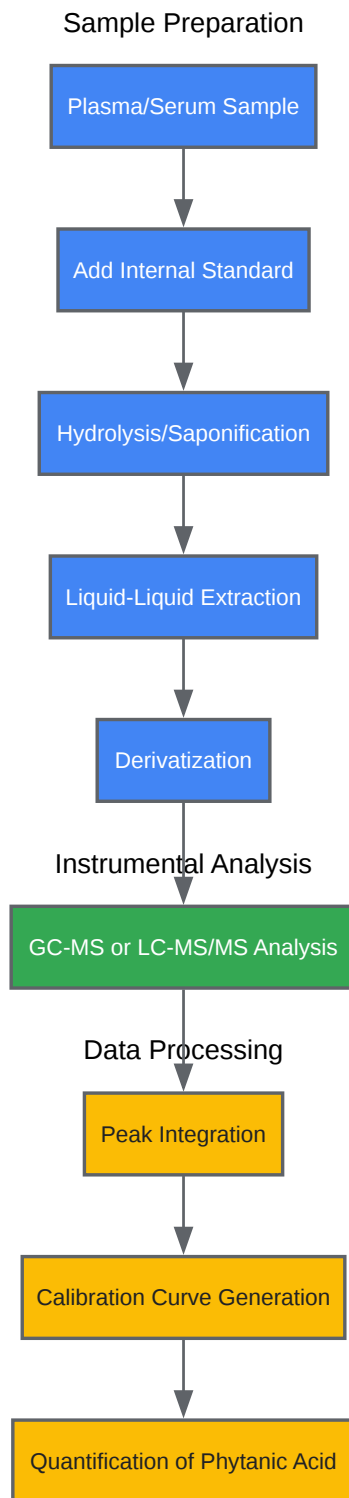 Sample Preparation
Plasma/Serum Sample
Add Internal Standard
Hydrolysis/Saponification
Liquid-Liquid Extraction
Derivatization
Instrumental Analysis
GC-MS or LC-MS/MS Analysis
Data Processing
Peak Integration
Calibration Curve Generation
Quantification of Phytanic Acid